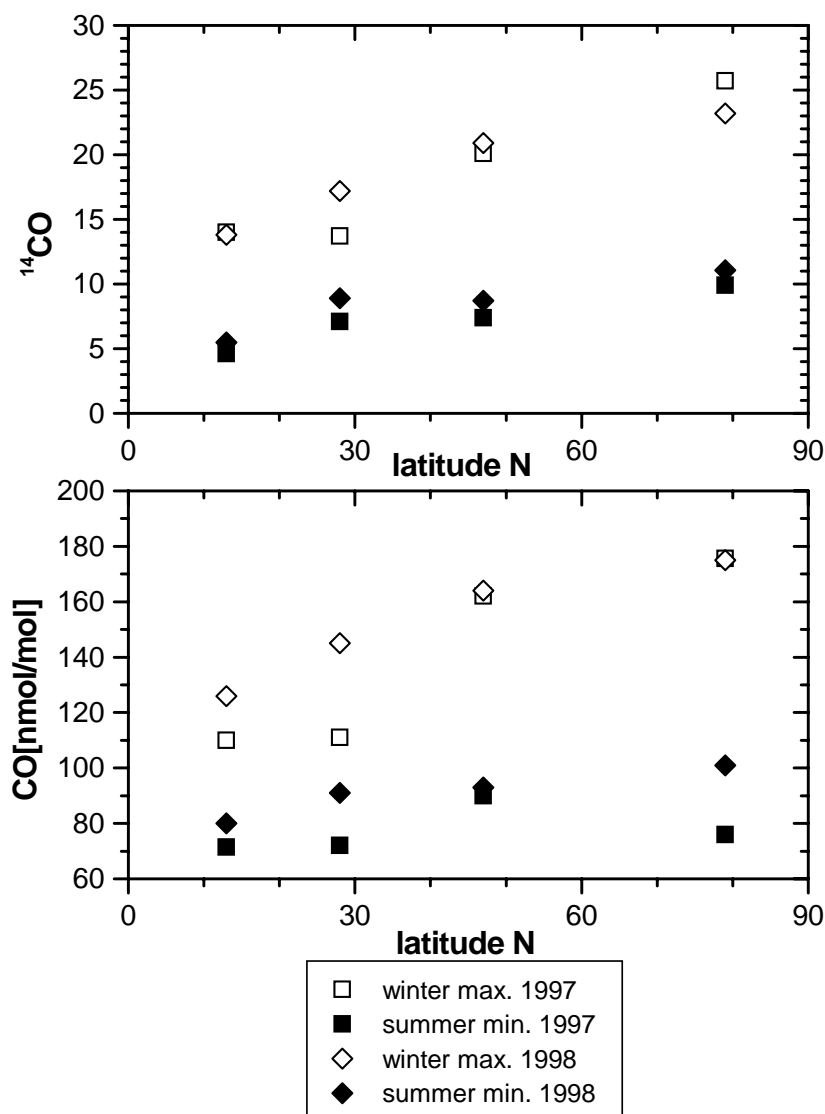 30
25
20
15
10
5
0
¹⁴CO
0 30 60 90
latitude N
200
180
160
140
120
100
80
60
CO[nmol/mol]
0 30 60 90
latitude N
winter max. 1997
summer min. 1997
winter max. 1998
summer min. 1998